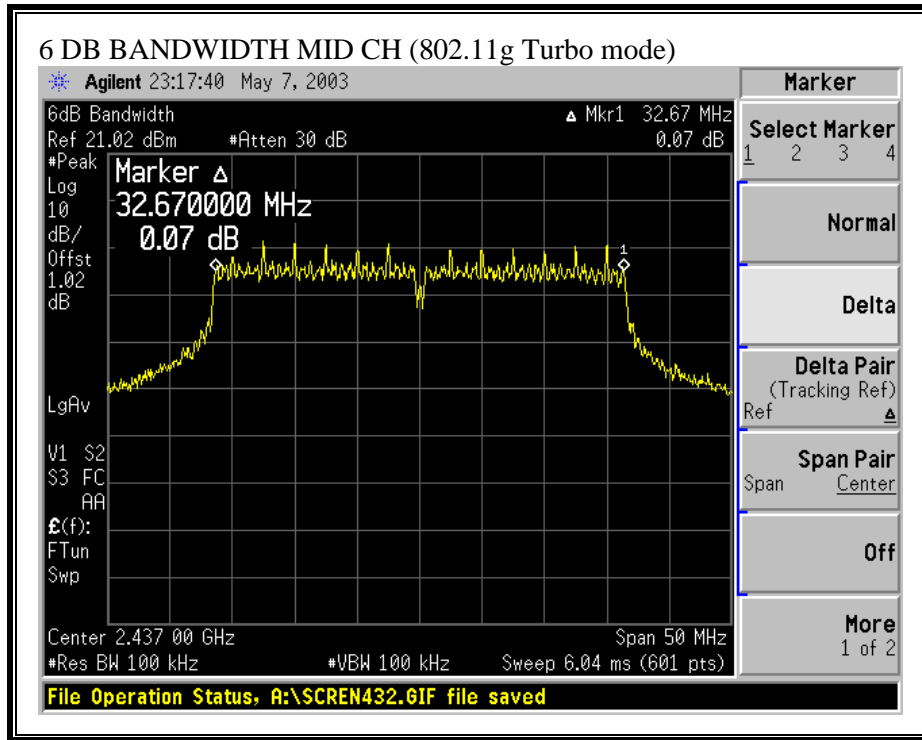 6 DB BANDWIDTH MID CH (802.11g Turbo mode)
Agilent 23:17:40 May 7, 2003
Marker
6dB Bandwidth
Δ Mkr1 32.67 MHz
Ref 21.02 dBm #Atten 30 dB 0.07 dB
#Peak
Log
10
dB/
Offst
1.02
dB
Marker Δ
32.670000 MHz
0.07 dB
1
LgAv
V1 S2
S3 FC
AA
£(f):
FTun
Swp
Center 2.437 00 GHz Span 50 MHz
#Res BW 100 kHz #VBW 100 kHz Sweep 6.04 ms (601 pts)
Select Marker
1 2 3 4
Normal
Delta
Delta Pair
(Tracking Ref)
Ref Δ
Span Pair
Span Center
Off
More
1 of 2
File Operation Status, A:\SCREN432.GIF file saved